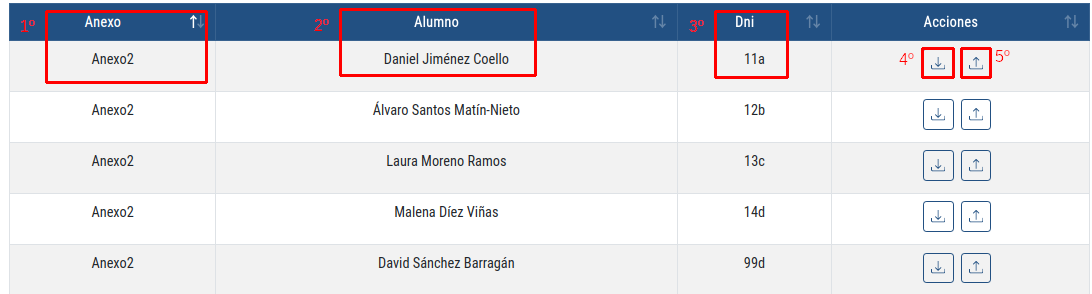 1º Anexo 2º Alumno 3º Dni Acciones
Anexo2 Daniel Jiménez Coello 11a 4º 5º
Anexo2 Álvaro Santos Matín-Nieto 12b
Anexo2 Laura Moreno Ramos 13c
Anexo2 Malena Díez Viñas 14d
Anexo2 David Sánchez Barragán 99d